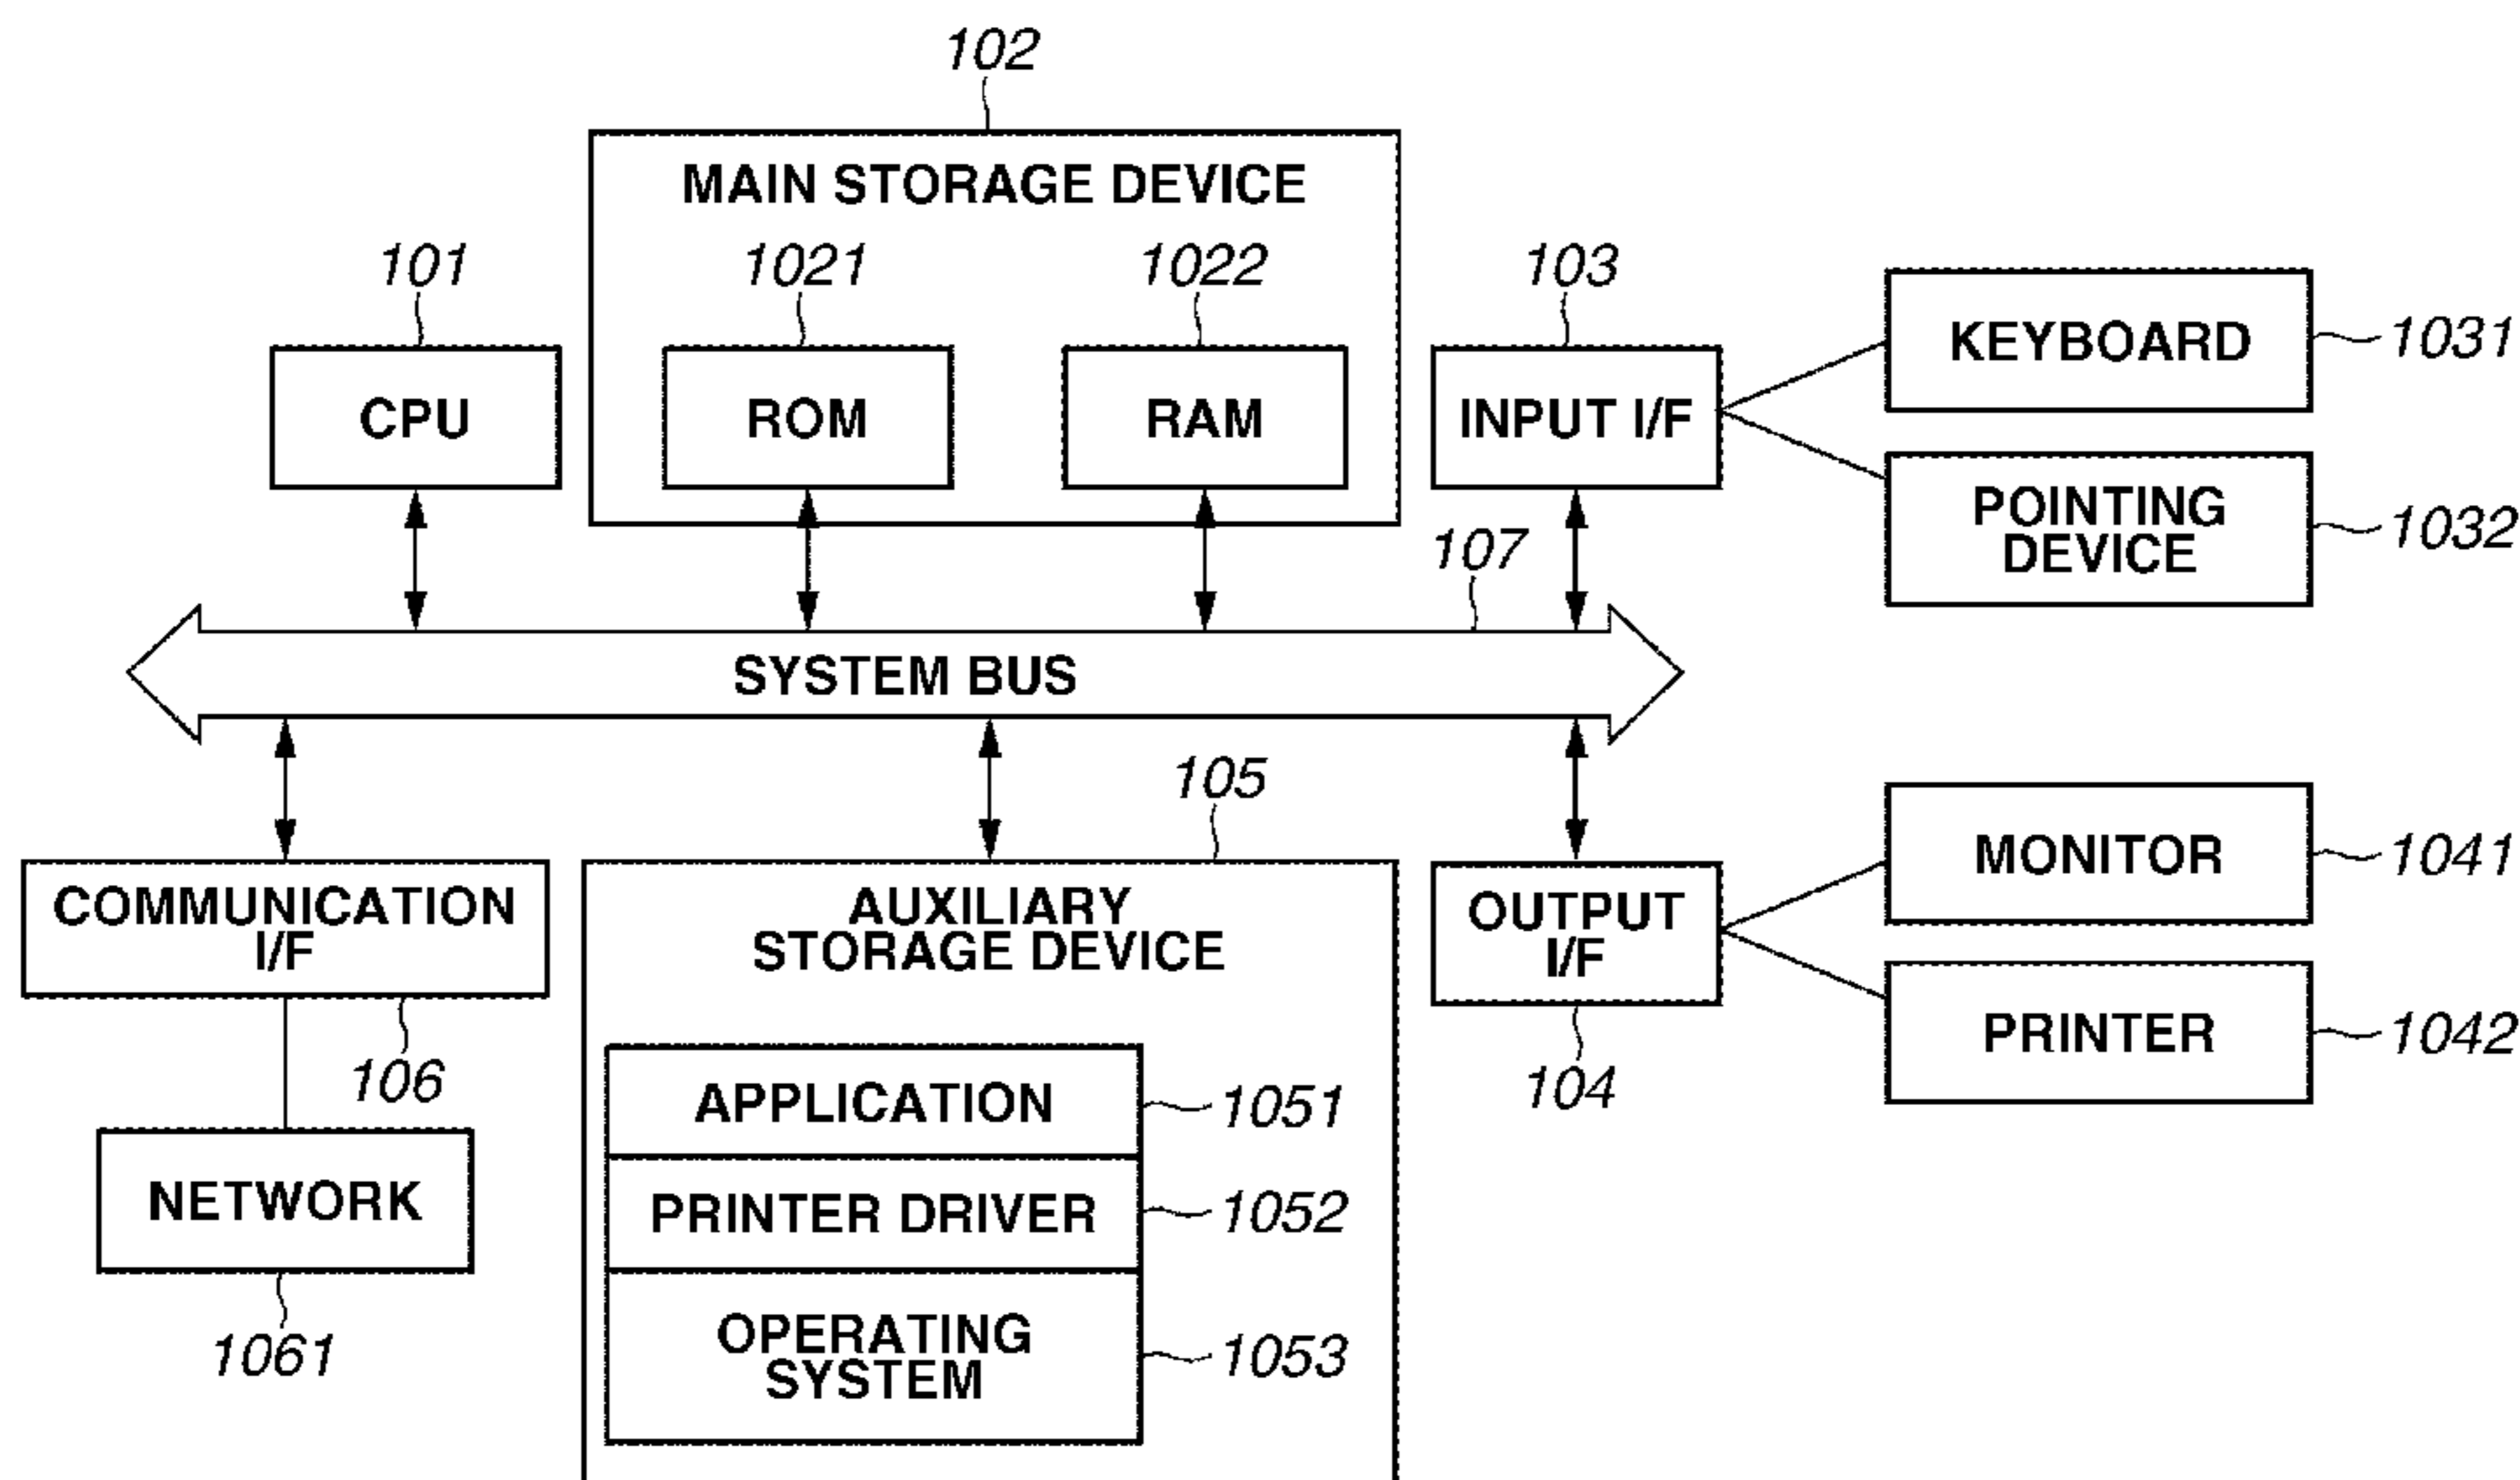 102
MAIN STORAGE DEVICE
101
1021
1022
103
CPU
ROM
RAM
INPUT I/F
KEYBOARD
1031
POINTING
DEVICE
1032
107
SYSTEM BUS
105
COMMUNICATION
I/F
106
AUXILIARY
STORAGE DEVICE
OUTPUT
I/F
104
MONITOR
1041
PRINTER
1042
NETWORK
1061
APPLICATION
1051
PRINTER DRIVER
1052
OPERATING
SYSTEM
1053